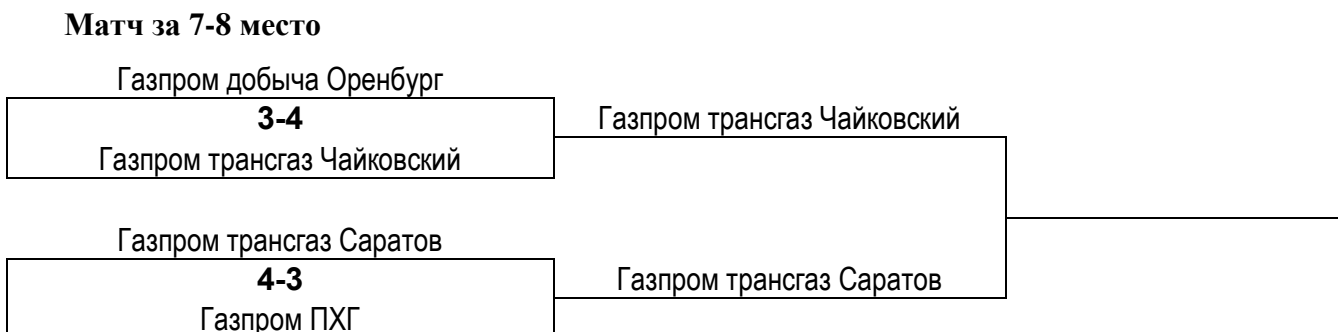 Матч за 7-8 место
Газпром добыча Оренбург
3-4
Газпром трансгаз Чайковский
Газпром трансгаз Чайковский
Газпром трансгаз Саратов
4-3
Газпром трансгаз Саратов
Газпром ПХГ